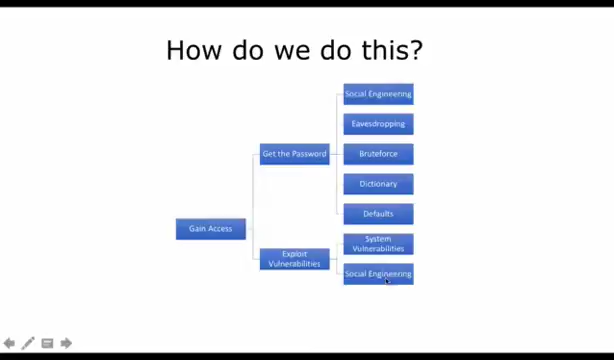 How do we do this?
Social Engineering
Eavesdropping
Get the Password
Bruteforce
Dictionary
Defaults
Gain Access
System
Vulnerabilities
Exploit
Vulnerabilities
Social Engineering